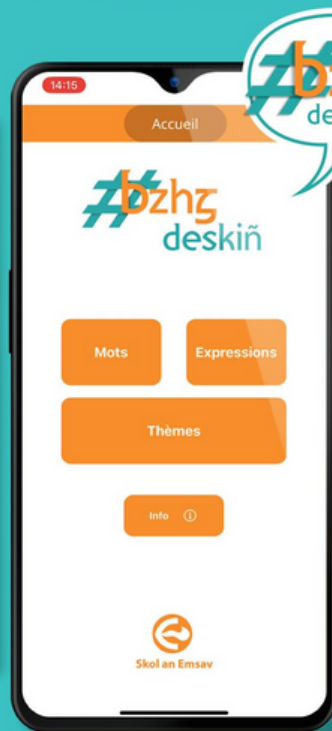 14:15
Accueil
#bzhg
deskiñ
Mots
Expressions
Thèmes
Info
Skol an Emsav